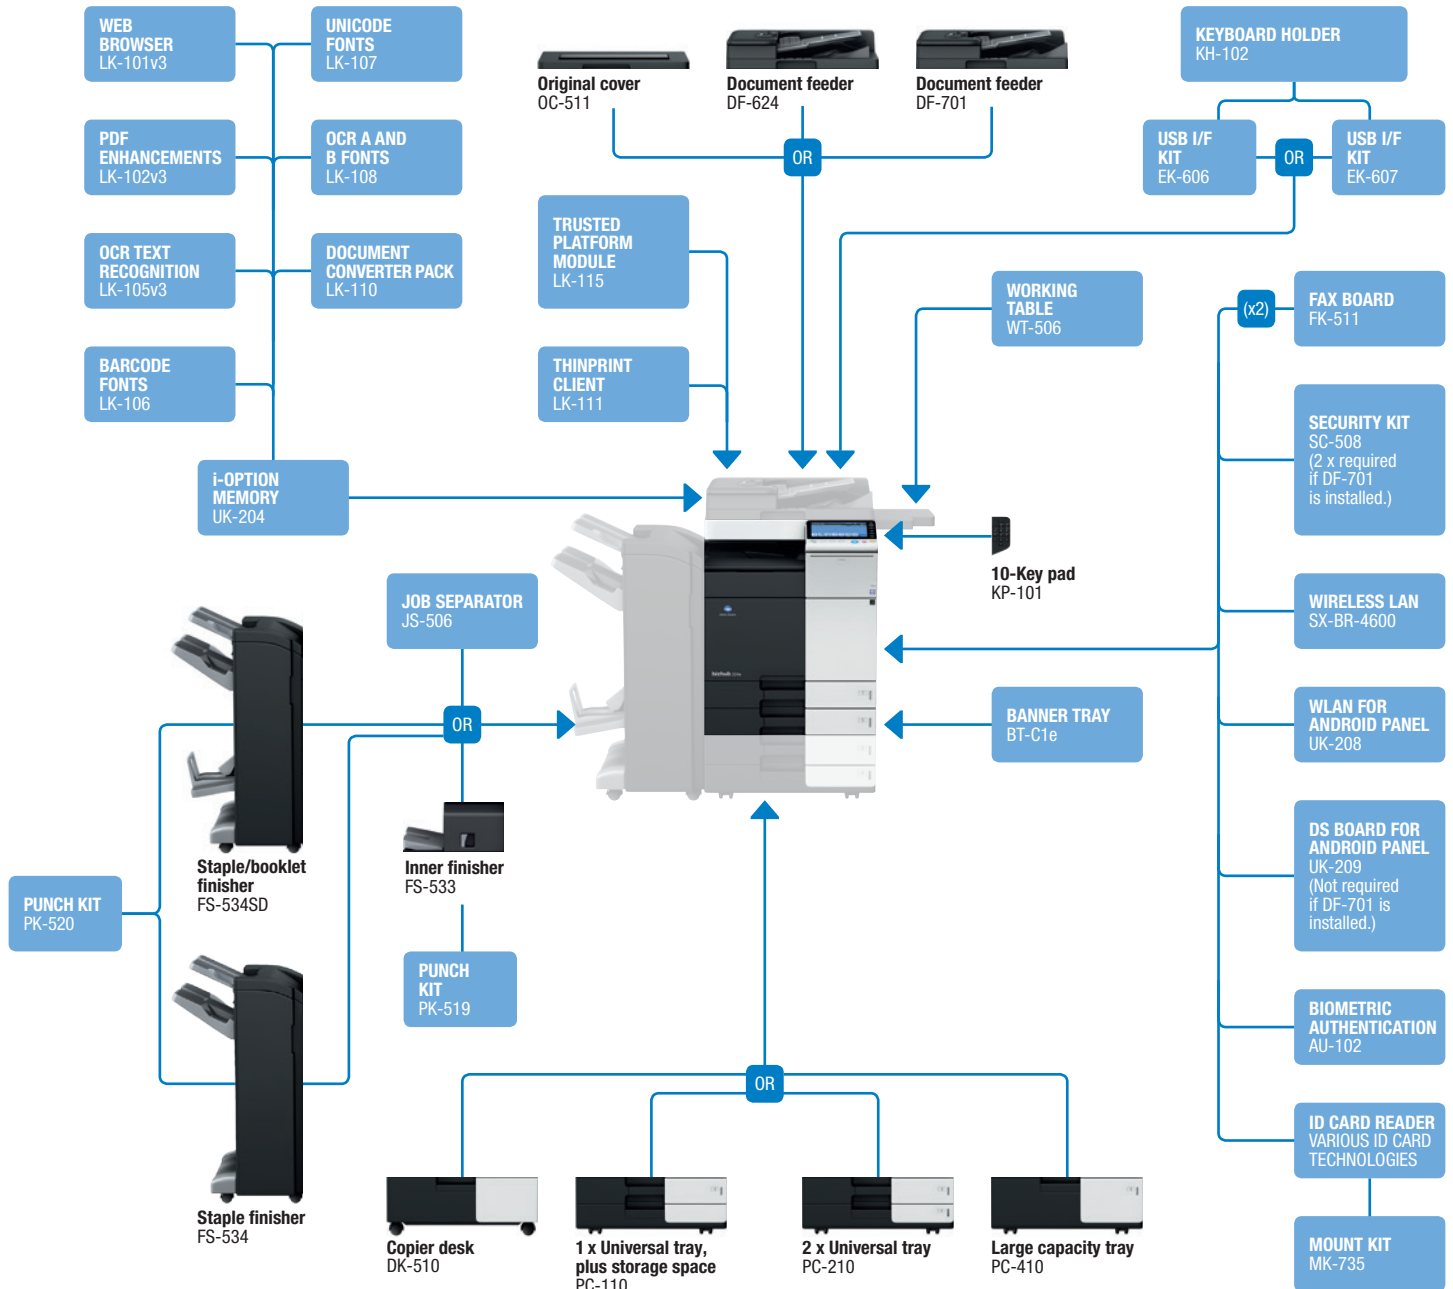 WEB
BROWSER
LK-101v3
UNICODE
FONTS
LK-107
PDF
ENHANCEMENTS
LK-102v3
OCR A AND
B FONTS
LK-108
OCR TEXT
RECOGNITION
LK-105v3
DOCUMENT
CONVERTER PACK
LK-110
BARCODE
FONTS
LK-106
i-OPTION
MEMORY
UK-204
Original cover
OC-511
Document feeder
DF-624
Document feeder
DF-701
OR
KEYBOARD HOLDER
KH-102
USB I/F
KIT
EK-606
OR
USB I/F
KIT
EK-607
TRUSTED
PLATFORM
MODULE
LK-115
THINPRINT
CLIENT
LK-111
WORKING
TABLE
WT-506
(x2)
FAX BOARD
FK-511
SECURITY KIT
SC-508
(2 x required
if DF-701
is installed.)
10-Key pad
KP-101
WIRELESS LAN
SX-BR-4600
WLAN FOR
ANDROID PANEL
UK-208
BANNER TRAY
BT-C1e
DS BOARD FOR
ANDROID PANEL
UK-209
(Not required
if DF-701 is
installed.)
BIOMETRIC
AUTHENTICATION
AU-102
ID CARD READER
VARIOUS ID CARD
TECHNOLOGIES
MOUNT KIT
MK-735
JOB SEPARATOR
JS-506
OR
Staple/booklet
finisher
FS-534SD
Inner finisher
FS-533
PUNCH KIT
PK-520
PUNCH
KIT
PK-519
Staple finisher
FS-534
OR
Copier desk
DK-510
1 x Universal tray,
plus storage space
PC-110
2 x Universal tray
PC-210
Large capacity tray
PC-410